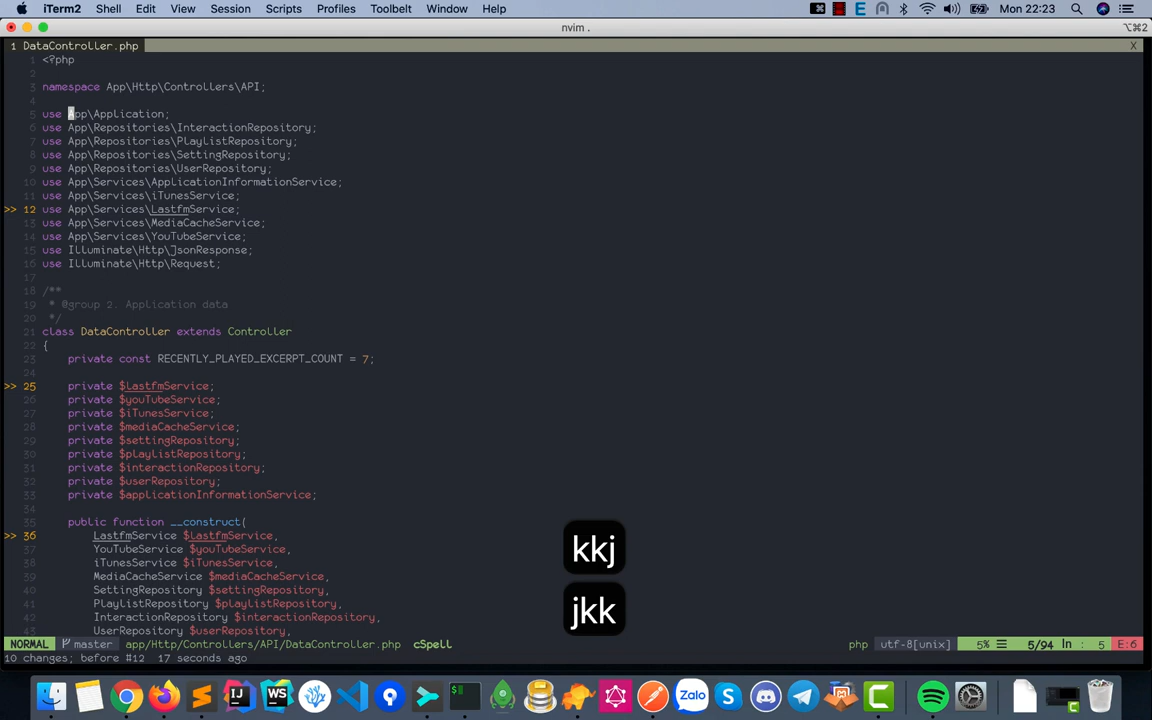 iTerm2 Shell Edit View Session Scripts Profiles Toolbelt Window Help Mon 22:23
nvim . ⌥⌘2
1 DataController.php X
1 <?php
2
3 namespace App\Http\Controllers\API;
4
5 use App\Application;
6 use App\Repositories\InteractionRepository;
7 use App\Repositories\PlaylistRepository;
8 use App\Repositories\SettingRepository;
9 use App\Repositories\UserRepository;
10 use App\Services\ApplicationInformationService;
11 use App\Services\iTunesService;
>> 12 use App\Services\LastfmService;
13 use App\Services\MediaCacheService;
14 use App\Services\YouTubeService;
15 use Illuminate\Http\JsonResponse;
16 use Illuminate\Http\Request;
17
18 /**
19 * @group 2. Application data
20 */
21 class DataController extends Controller
22 {
23 private const RECENTLY_PLAYED_EXCERPT_COUNT = 7;
24
>> 25 private $lastfmService;
26 private $youTubeService;
27 private $iTunesService;
28 private $mediaCacheService;
29 private $settingRepository;
30 private $playlistRepository;
31 private $interactionRepository;
32 private $userRepository;
33 private $applicationInformationService;
34
35 public function __construct(
>> 36 LastfmService $lastfmService,
37 YouTubeService $youTubeService,
38 iTunesService $iTunesService,
39 MediaCacheService $mediaCacheService,
40 SettingRepository $settingRepository,
41 PlaylistRepository $playlistRepository,
42 InteractionRepository $interactionRepository,
43 UserRepository $userRepository,
kkj
jkk
NORMAL master app/Http/Controllers/API/DataController.php cSpell php utf-8[unix] 5% ☰ 5/94 ln : 5 E:6
10 changes; before #12 17 seconds ago
IJ WS Zalo